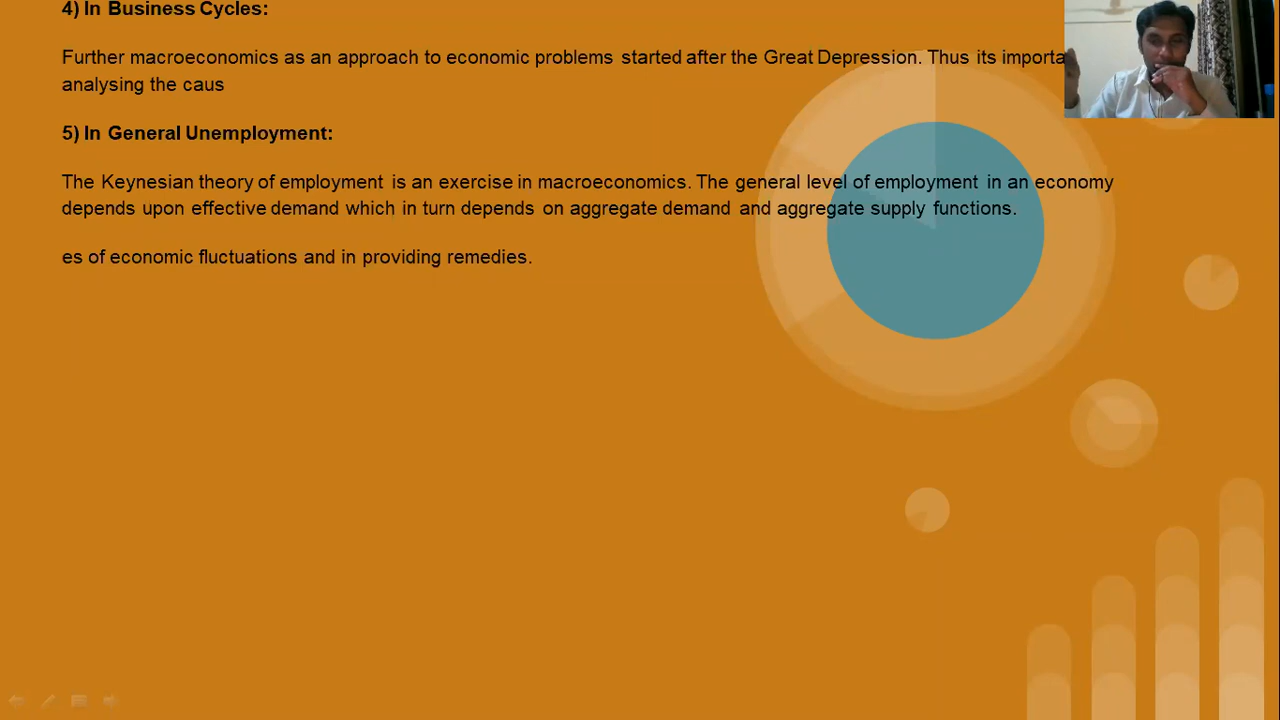 4) In Business Cycles:
Further macroeconomics as an approach to economic problems started after the Great Depression. Thus its
analysing the caus
5) In General Unemployment:
The Keynesian theory of employment is an exercise in macroeconomics. The general level of employment in an economy
depends upon effective demand which in turn depends on aggregate demand and aggregate supply functions.
es of economic fluctuations and in providing remedies.